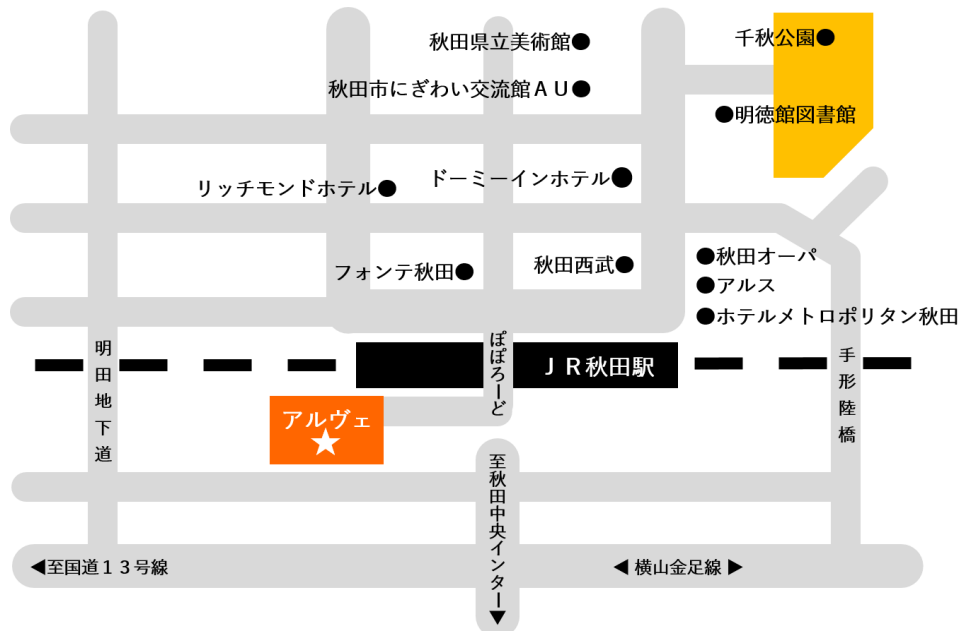 秋田県立美術館●
千秋公園●
秋田市にぎわい交流館ＡＵ●
●明徳館図書館
リッチモンドホテル●
ドーミーインホテル●
フォンテ秋田●
秋田西武●
●秋田オーパ
●アルス
●ホテルメトロポリタン秋田
明田地下道
ぽぽろーど
ＪＲ秋田駅
手形陸橋
アルヴェ
★
至秋田中央インター▼
◀至国道１３号線
◀ 横山金足線 ▶